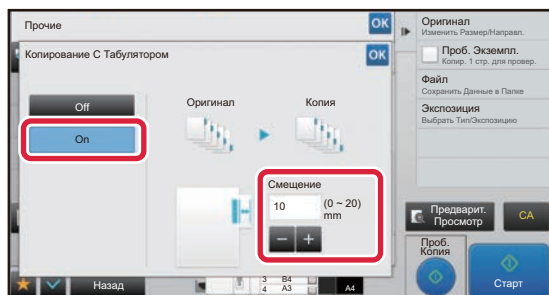 Прочие
OK
Копирование С Табулятором
OK
Off
On
Оригинал
Копия
Смещение
10
(0 ~ 20)
mm
Оригинал
Изменить Размер/Направл.
Проб. Экземпл.
Копир. 1 стр. для провер.
Файл
Сохранить Данные в Папке
Экспозиция
Выбрать Тип/Экспозицию
Предварит.
Просмотр
CA
Проб.
Копия
Старт
Назад
3 B4
4 A3
A4